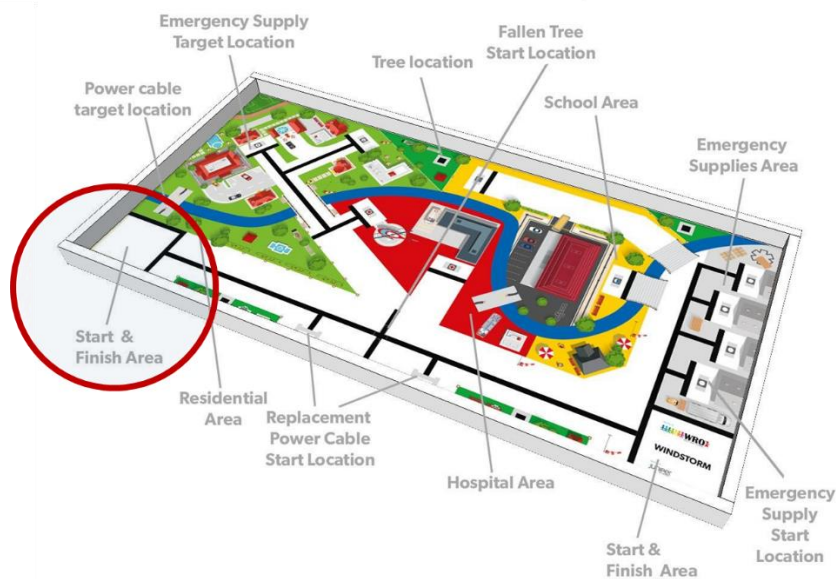 Emergency Supply
Target Location
Fallen Tree
Start Location
Tree location
Power cable
target location
School Area
Emergency
Supplies Area
Start &
Finish Area
Residential
Area
Replacement
Power Cable
Start Location
Hospital Area
WRO
WINDSTORM
Emergency
Supply
Start
Location
Start &
Finish Area